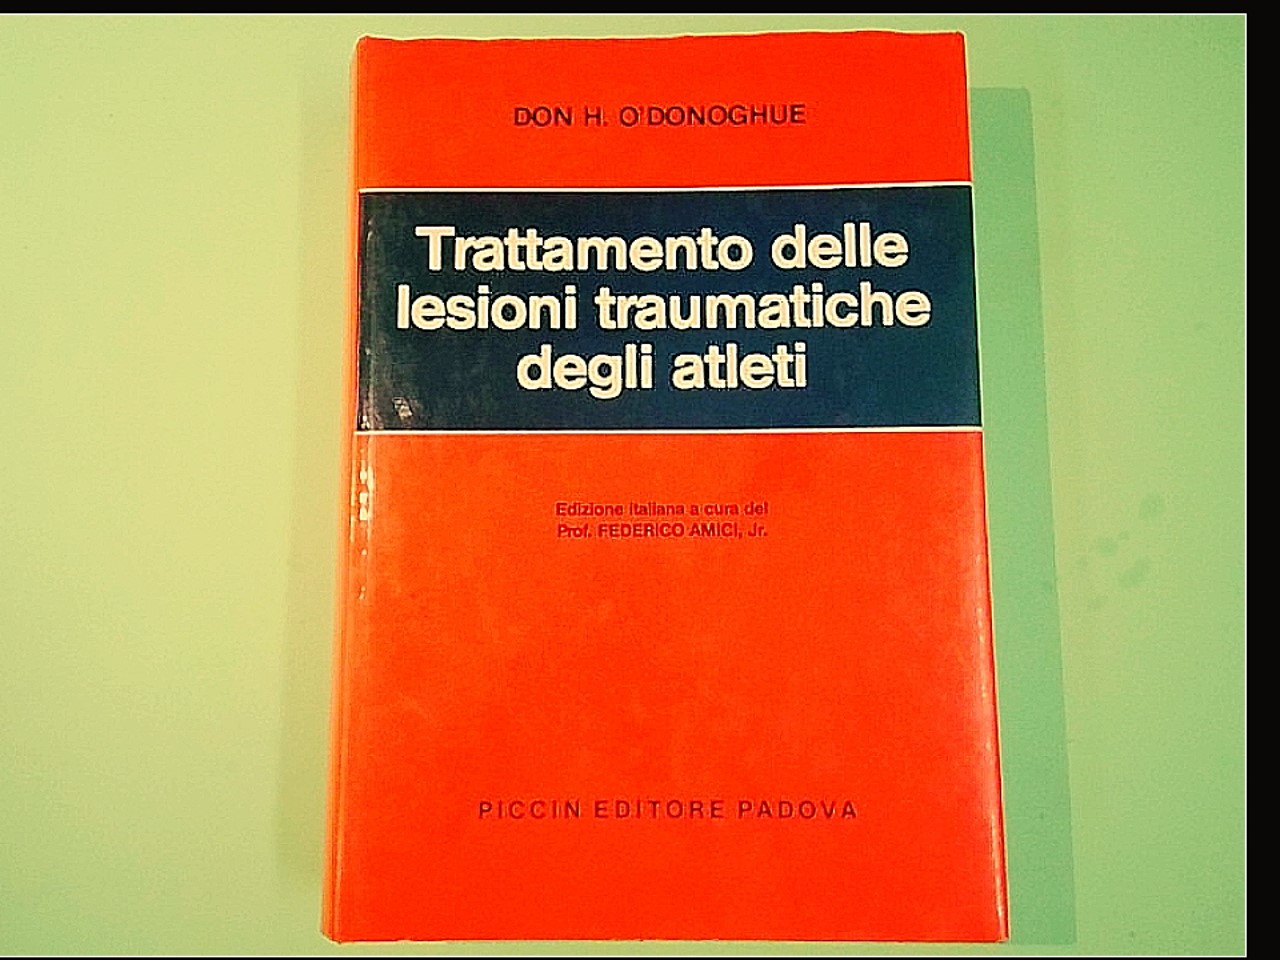 DON H. O'DONOGHUE
Trattamento delle
lesioni traumatiche
degli atleti
Edizione italiana a cura del
Prof. FEDERICO AMICI, Jr.
PICCIN EDITORE PADOVA